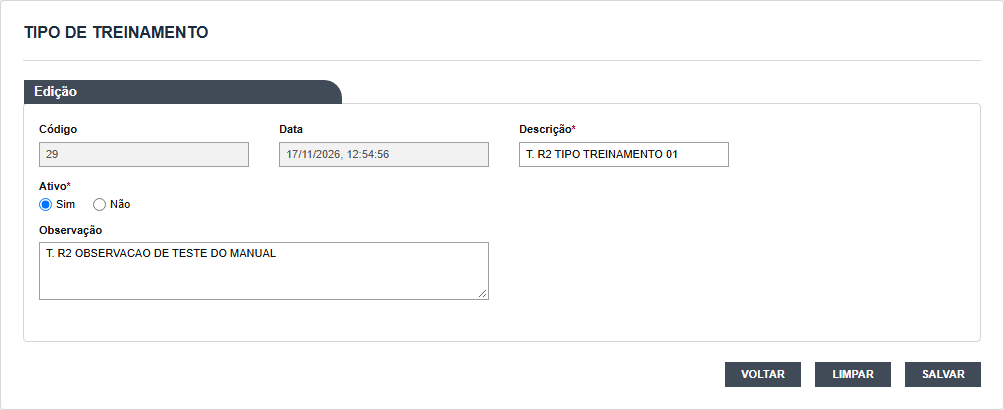 TIPO DE TREINAMENTO
Edição
Código Data Descrição*
29 17/11/2026, 12:54:56 T. R2 TIPO TREINAMENTO 01
Ativo*
Sim Não
Observação
T. R2 OBSERVACAO DE TESTE DO MANUAL
VOLTAR LIMPAR SALVAR